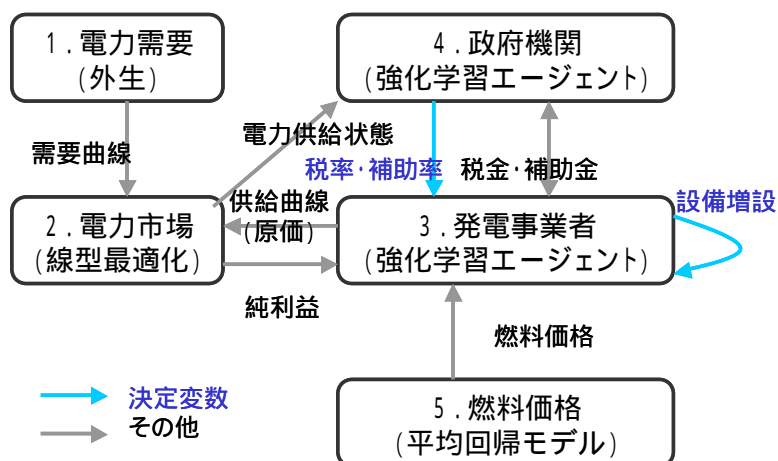 1．電力需要
(外生)
4．政府機関
(強化学習エージェント)
需要曲線
電力供給状態
税率・補助率
税金・補助金
2．電力市場
(線型最適化)
供給曲線
(原価)
3．発電事業者
(強化学習エージェント)
設備増設
純利益
燃料価格
決定変数
その他
5．燃料価格
(平均回帰モデル)